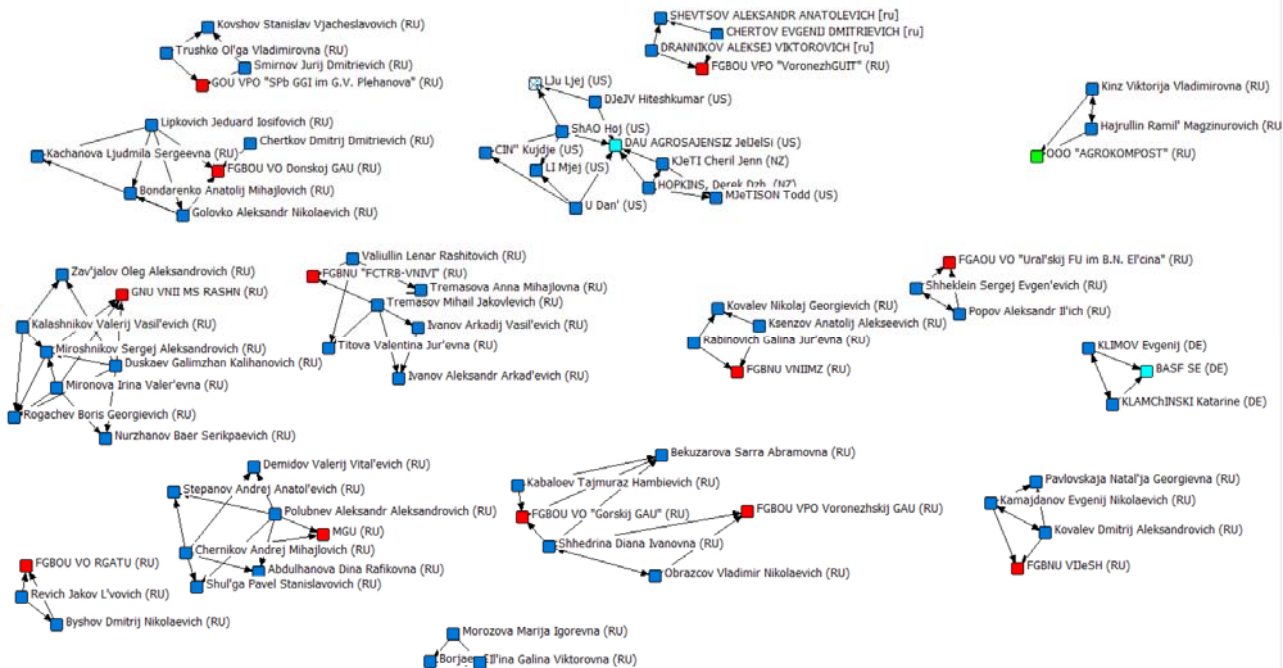 Kovshov Stanislav Vjacheslavovich (RU)
Trushko Ol'ga Vladimirovna (RU)
Smirnov Jurij Dmitrievich (RU)
GOU VPO "SPb GGI im G.V. Plehanova" (RU)
SHEVTSOV ALEKSANDR ANATOLEVICH [ru]
CHERTOV EVGENIJ DMITRIEVICH [ru]
DRANNIKOV ALEKSEJ VIKTOROVICH [ru]
FGBOU VPO "VoronezhGUIT" (RU)
LJu Ljej (US)
DJeJV Hiteshkumar (US)
ShAO Hoj (US)
DAU AGROSAJENSIZ JelJelSi (US)
CIN" Kujdje (US)
LI Mjej (US)
KJeTI Cheril Jenn (NZ)
HOPKINS, Derek Dzh. (NZ)
MJeTISON Todd (US)
U Dan' (US)
Kinz Viktorija Vladimirovna (RU)
Hajrullin Ramil' Magzinurovich (RU)
OOO "AGROKOMPOST" (RU)
Lipkovich Jeduard Iosifovich (RU)
Chertkov Dmitrij Dmitrievich (RU)
Kachanova Ljudmila Sergeevna (RU)
FGBOU VO Donskoj GAU (RU)
Bondarenko Anatolij Mihajlovich (RU)
Golovko Aleksandr Nikolaevich (RU)
Zav'jalov Oleg Aleksandrovich (RU)
GNU VNII MS RASHN (RU)
Kalashnikov Valerij Vasil'evich (RU)
Miroshnikov Sergej Aleksandrovich (RU)
Duskaev Galimzhan Kalihanovich (RU)
Mironova Irina Valer'evna (RU)
Rogachev Boris Georgievich (RU)
Nurzhanov Baer Serikpaevich (RU)
Valiullin Lenar Rashitovich (RU)
FGBNU "FCTRB-VNIVI" (RU)
Tremasova Anna Mihajlovna (RU)
Tremasov Mihail Jakovlevich (RU)
Ivanov Arkadij Vasil'evich (RU)
Titova Valentina Jur'evna (RU)
Ivanov Aleksandr Arkad'evich (RU)
Kovalev Nikolaj Georgievich (RU)
Ksenzov Anatolij Alekseevich (RU)
Rabinovich Galina Jur'evna (RU)
FGBNU VNIIMZ (RU)
FGAOU VO "Ural'skij FU im B.N. El'cina" (RU)
Shheklein Sergej Evgen'evich (RU)
Popov Aleksandr Il'ich (RU)
KLIMOV Evgenij (DE)
BASF SE (DE)
KLAMChINSKI Katarine (DE)
Demidov Valerij Vital'evich (RU)
Stepanov Andrej Anatol'evich (RU)
Polubnev Aleksandr Aleksandrovich (RU)
MGU (RU)
Chernikov Andrej Mihajlovich (RU)
Abdulhanova Dina Rafikovna (RU)
Shul'ga Pavel Stanislavovich (RU)
Bekuzarova Sarra Abramovna (RU)
Kabaloev Tajmuraz Hambievich (RU)
FGBOU VO "Gorskij GAU" (RU)
FGBOU VPO Voronezhskij GAU (RU)
Shhedrina Diana Ivanovna (RU)
Obrazcov Vladimir Nikolaevich (RU)
Pavlovskaja Natal'ja Georgievna (RU)
Kamajdanov Evgenij Nikolaevich (RU)
Kovalev Dmitrij Aleksandrovich (RU)
FGBNU VIJeSH (RU)
FGBOU VO RGATU (RU)
Revich Jakov L'vovich (RU)
Byshov Dmitrij Nikolaevich (RU)
Morozova Marija Igorevna (RU)
Il'ina Galina Viktorovna (RU)